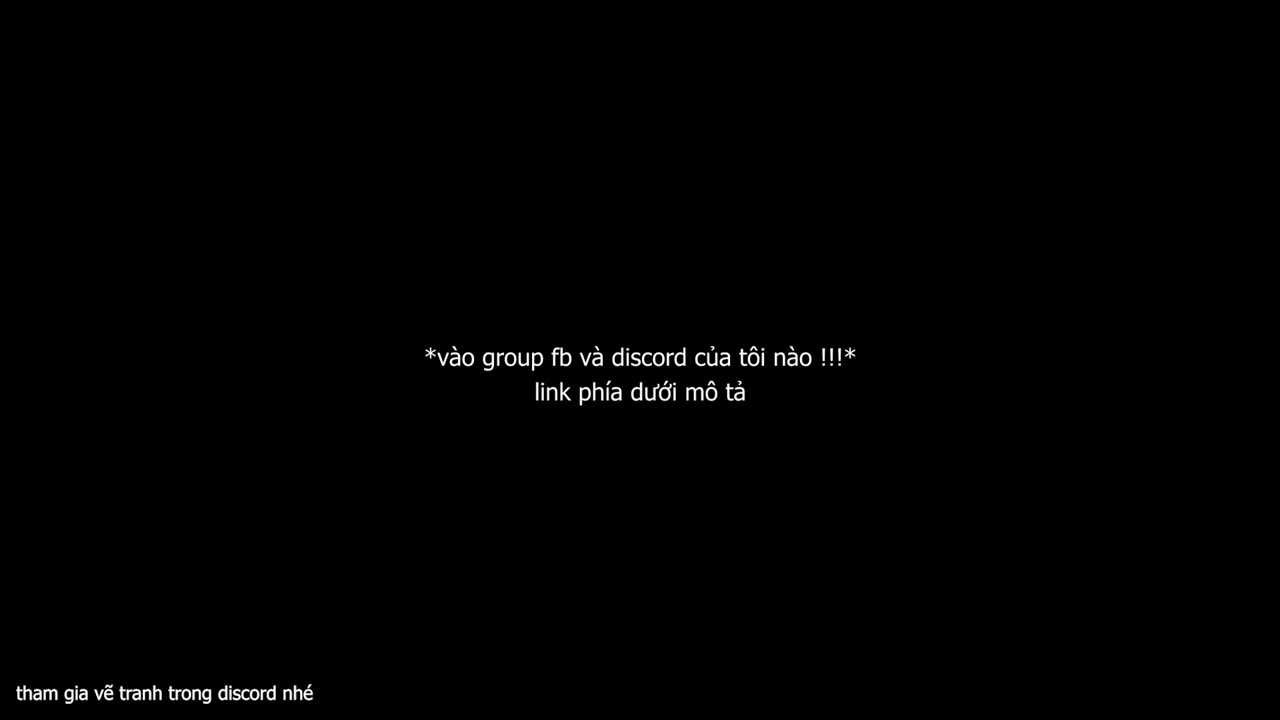 *vào group fb và discord của tôi nào !!!*
link phía dưới mô tả
tham gia vẽ tranh trong discord nhé